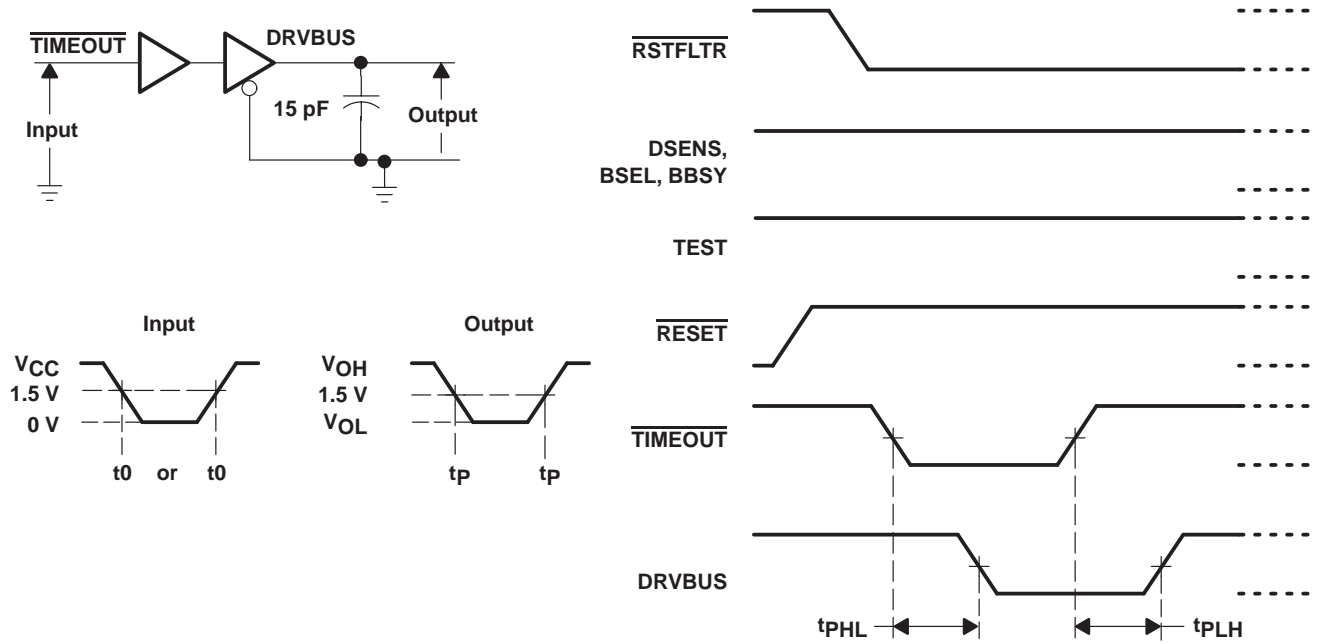 TIMEOUT
DRVBUS
15 pF
Input
Output
Input
VCC
1.5 V
0 V
t0 or t0
Output
VOH
1.5 V
VOL
tP tP
RSTFLTR
DSENS,
BSEL, BBSY
TEST
RESET
TIMEOUT
DRVBUS
tPHL
tPLH